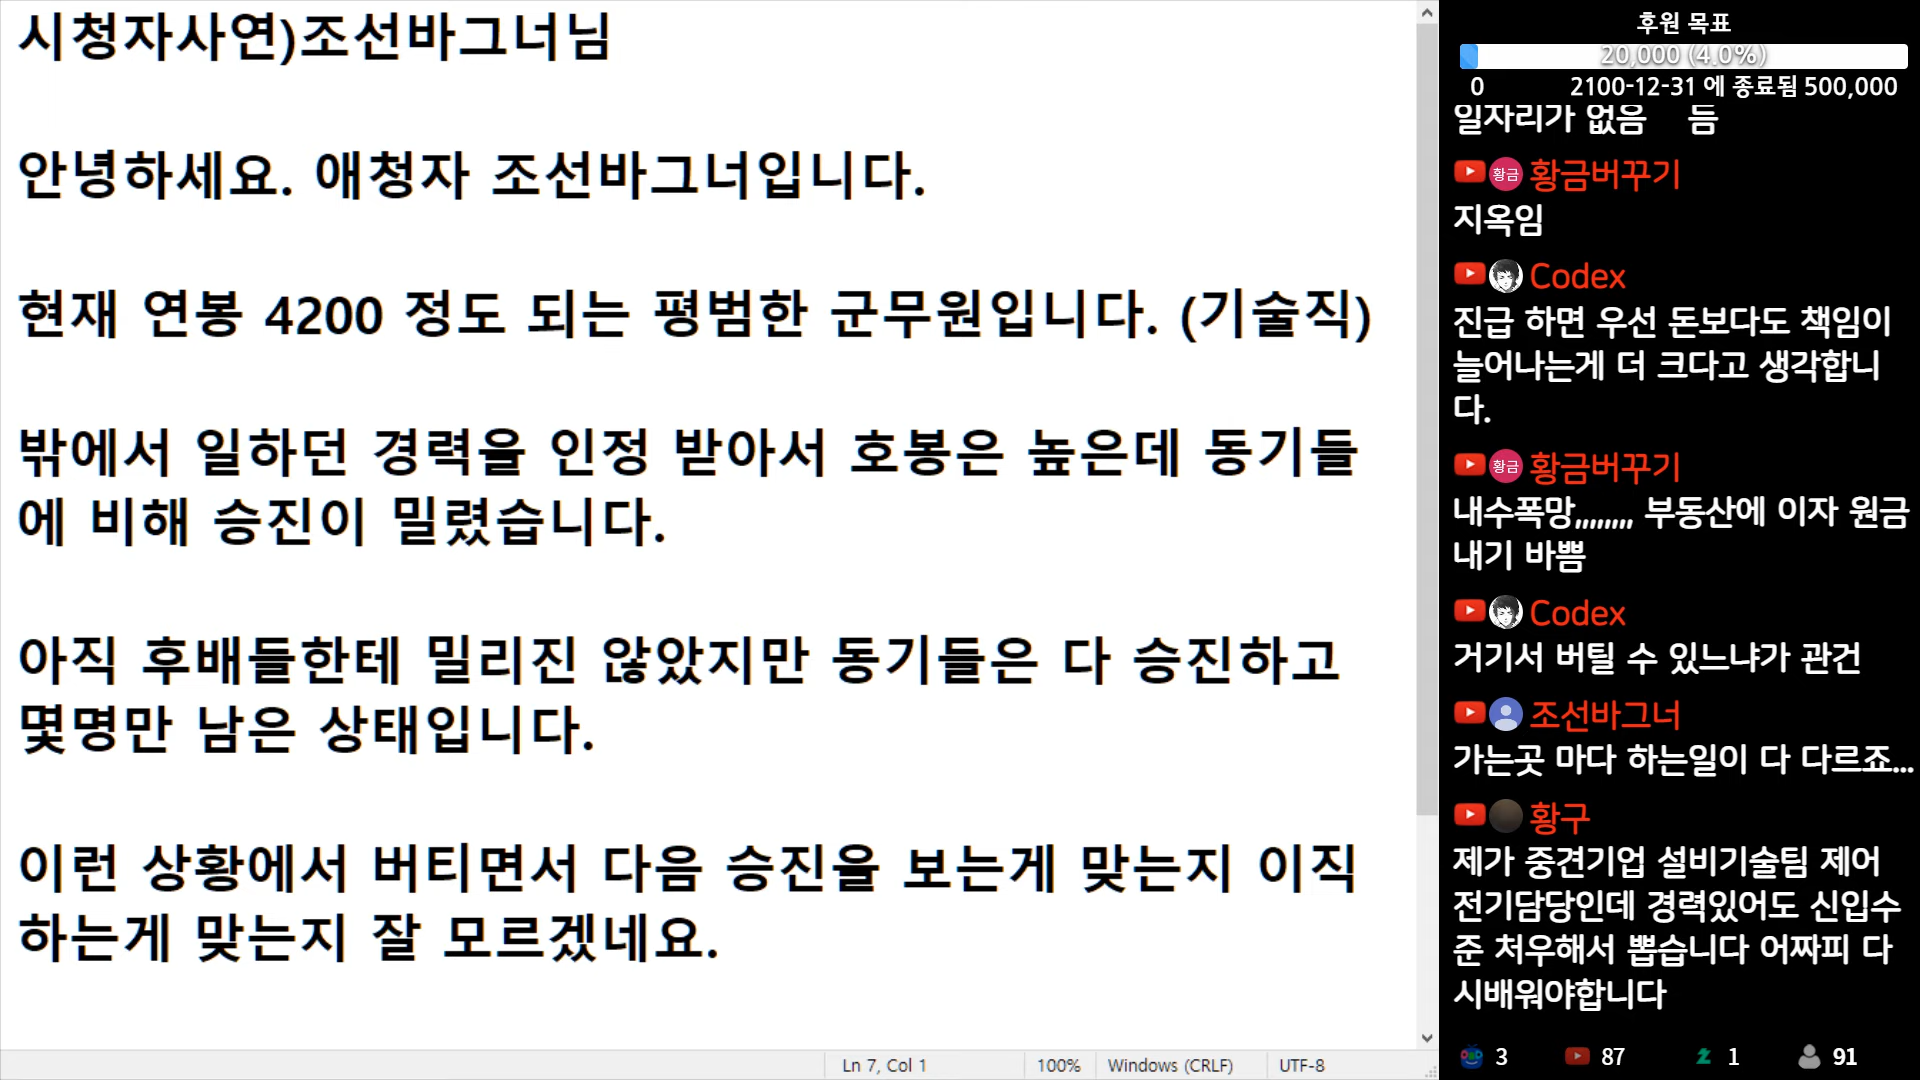 시청자사연)조선바그너님
안녕하세요. 애청자 조선바그너입니다.
현재 연봉 4200 정도 되는 평범한 군무원입니다. (기술직)
밖에서 일하던 경력을 인정 받아서 호봉은 높은데 동기들
에 비해 승진이 밀렸습니다.
아직 후배들한테 밀리진 않았지만 동기들은 다 승진하고
몇명만 남은 상태입니다.
이런 상황에서 버티면서 다음 승진을 보는게 맞는지 이직
하는게 맞는지 잘 모르겠네요.
Ln 7, Col 1
100%
Windows (CRLF)
UTF-8
후원 목표
20,000 (4.0%)
0 2100-12-31 에 종료됨 500,000
일자리가 없음 듬
황금 황금버꾸기
지옥임
Codex
진급 하면 우선 돈보다도 책임이
늘어나는게 더 크다고 생각합니
다.
황금 황금버꾸기
내수폭망,,,,,,,, 부동산에 이자 원금
내기 바쁨
Codex
거기서 버틸 수 있느냐가 관건
조선바그너
가는곳 마다 하는일이 다 다르죠...
황구
제가 중견기업 설비기술팀 제어
전기담당인데 경력있어도 신입수
준 처우해서 뽑습니다 어짜피 다
시배워야합니다
3 87 1 91